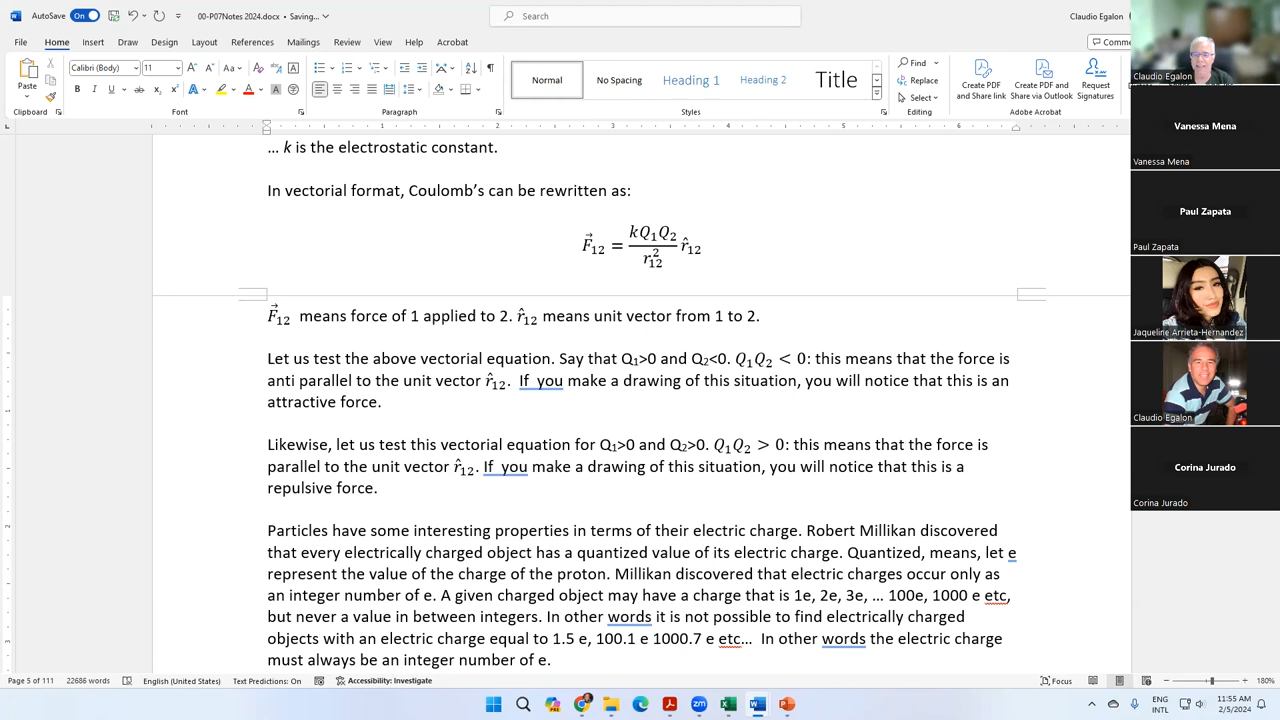 AutoSave On 00-P07Notes 2024.docx • Saving... Search Claudio Egalon
File Home Insert Draw Design Layout References Mailings Review View Help Acrobat Comme
Calibri (Body) 11 Find
Paste Normal No Spacing Heading 1 Heading 2 Title Replace Create PDF and Share link Create PDF and Share via Outlook Request Signatures
Select
Clipboard Font Paragraph Styles Editing Adobe Acrobat
... k is the electrostatic constant.
In vectorial format, Coulomb's can be rewritten as:
F⃗₁₂ = kQ₁Q₂ / r₁₂² r̂₁₂
F⃗₁₂ means force of 1 applied to 2. r̂₁₂ means unit vector from 1 to 2.
Let us test the above vectorial equation. Say that Q₁>0 and Q₂<0. Q₁Q₂ < 0: this means that the force is
anti parallel to the unit vector r̂₁₂. If you make a drawing of this situation, you will notice that this is an
attractive force.
Likewise, let us test this vectorial equation for Q₁>0 and Q₂>0. Q₁Q₂ > 0: this means that the force is
parallel to the unit vector r̂₁₂. If you make a drawing of this situation, you will notice that this is a
repulsive force.
Particles have some interesting properties in terms of their electric charge. Robert Millikan discovered
that every electrically charged object has a quantized value of its electric charge. Quantized, means, let e
represent the value of the charge of the proton. Millikan discovered that electric charges occur only as
an integer number of e. A given charged object may have a charge that is 1e, 2e, 3e, ... 100e, 1000 e etc,
but never a value in between integers. In other words it is not possible to find electrically charged
objects with an electric charge equal to 1.5 e, 100.1 e 1000.7 e etc... In other words the electric charge
must always be an integer number of e.
Page 5 of 111 22686 words English (United States) Text Predictions: On Accessibility: Investigate Focus 180%
ENG
INTL
11:55 AM
2/5/2024
Claudio Egalon
Vanessa Mena
Vanessa Mena
Paul Zapata
Paul Zapata
Jaqueline Arrieta-Hernandez
Claudio Egalon
Corina Jurado
Corina Jurado